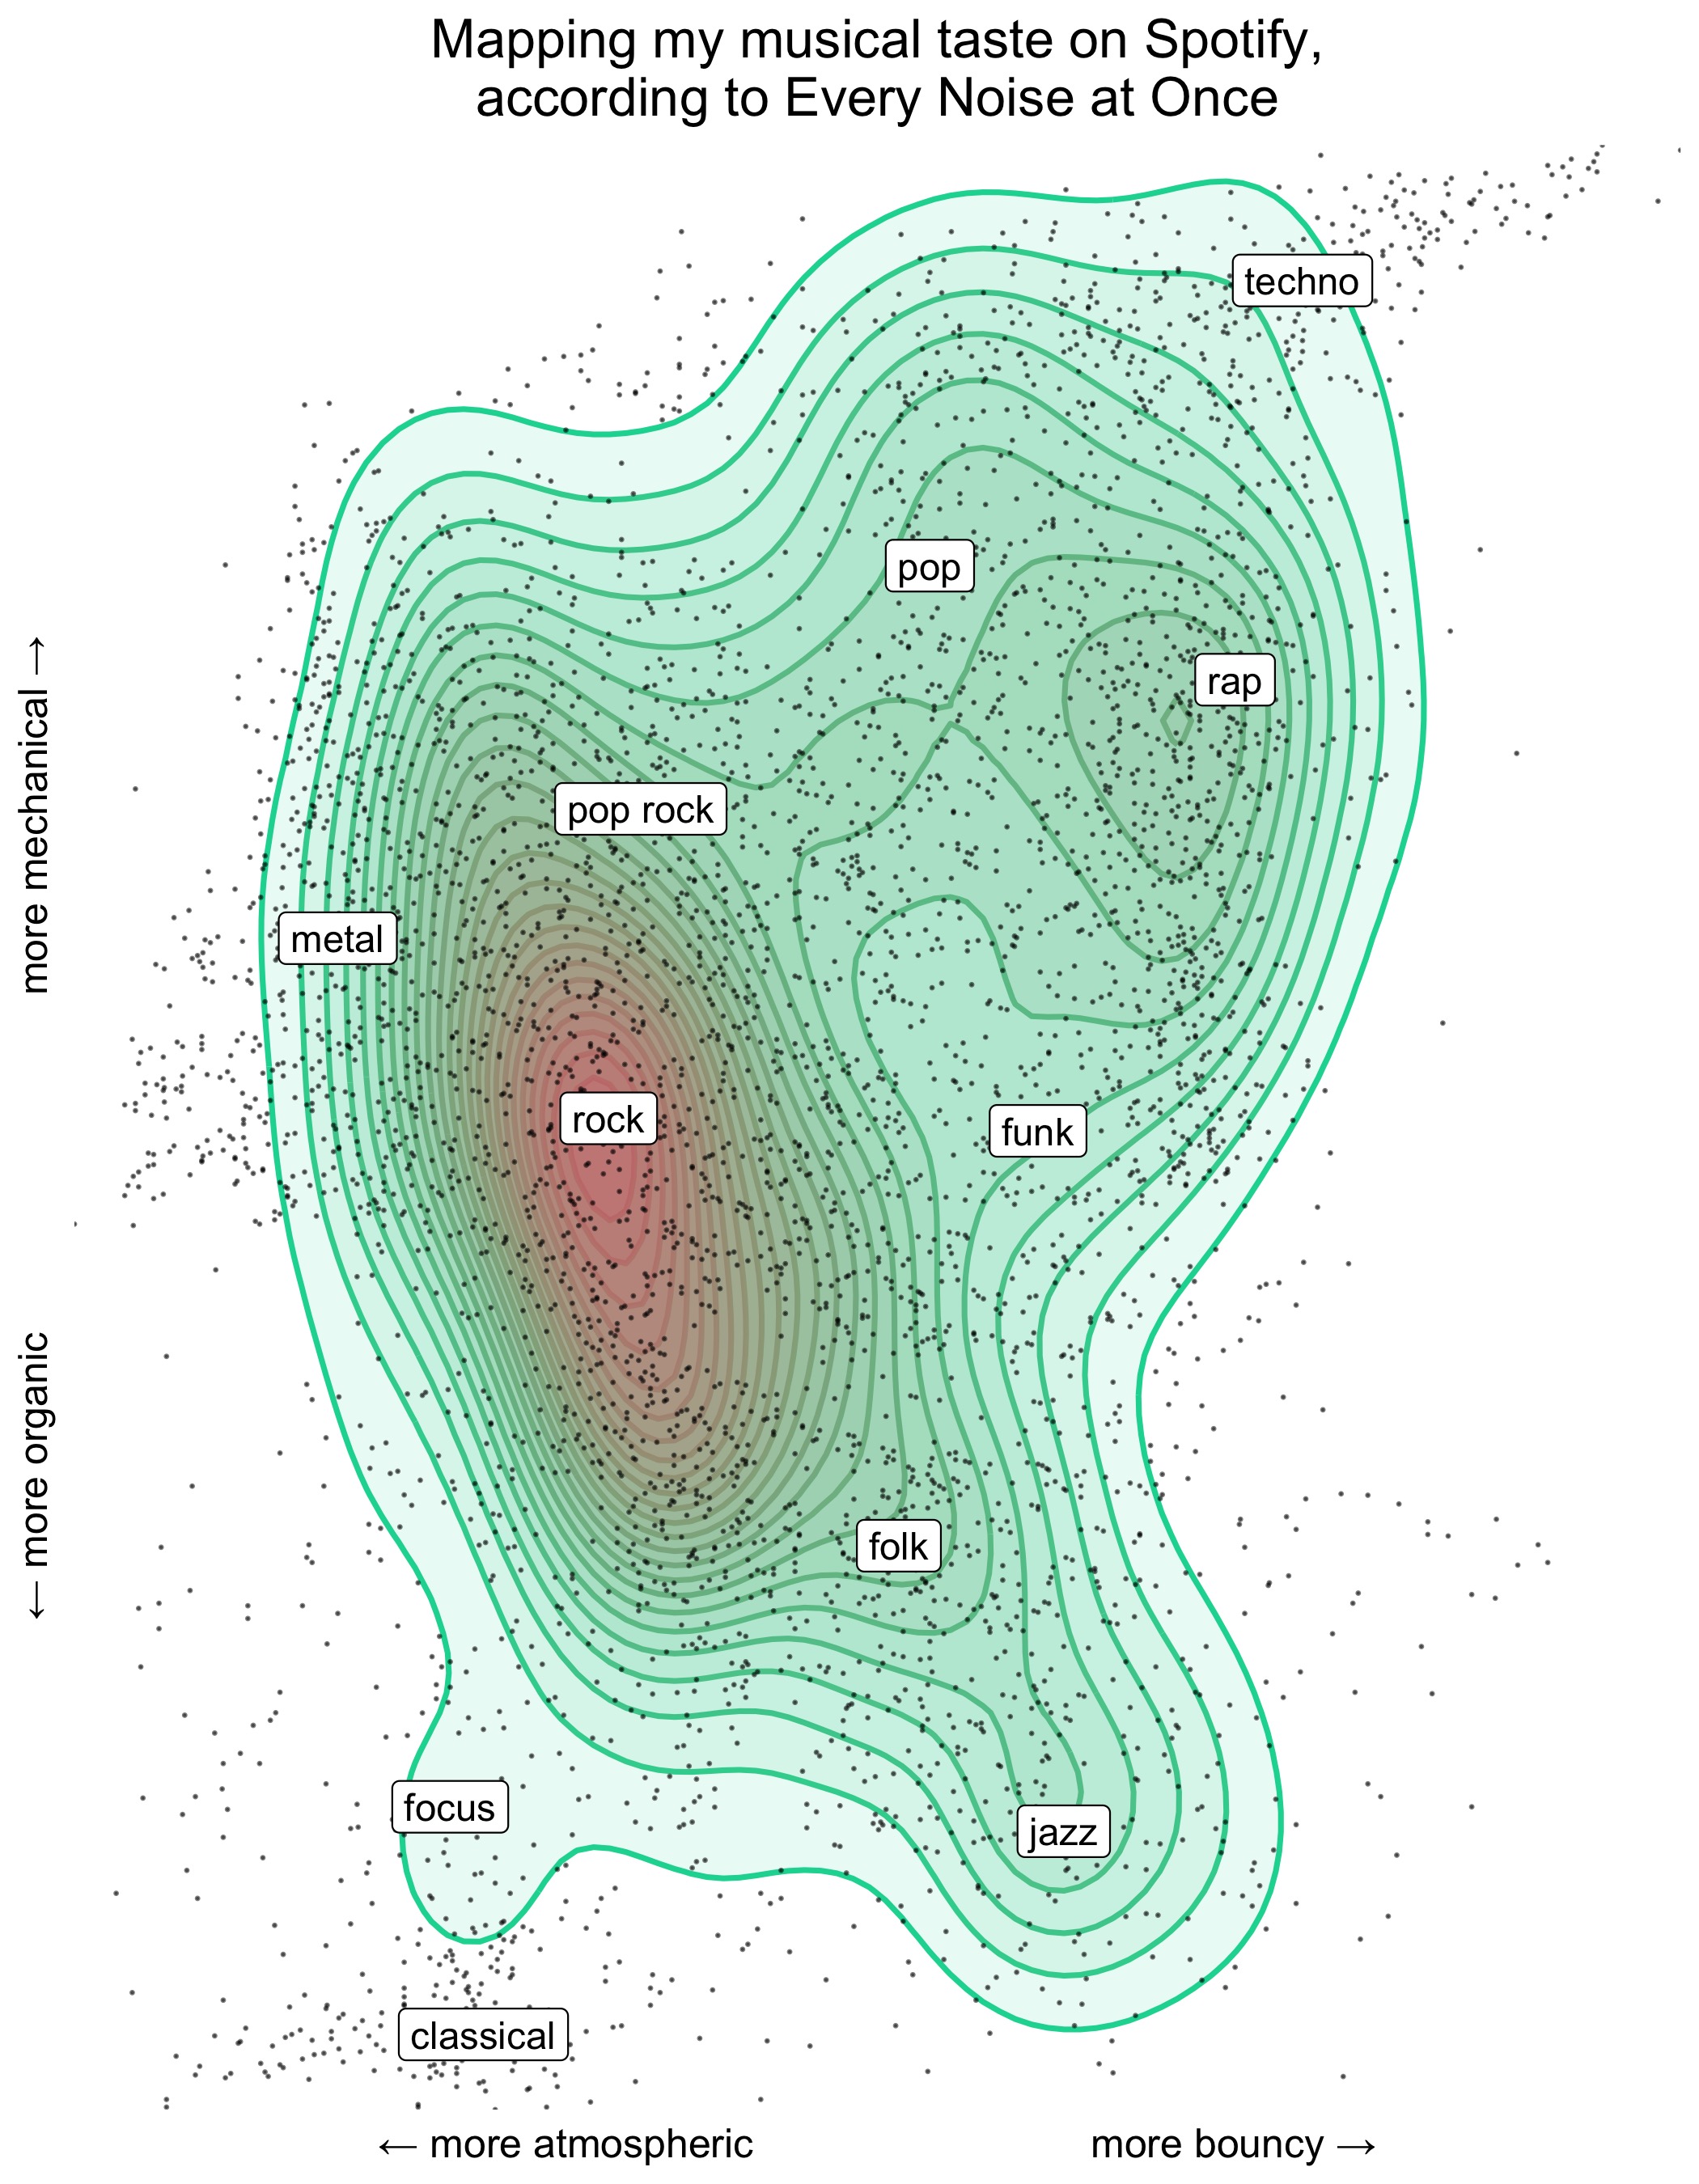 Mapping my musical taste on Spotify,
according to Every Noise at Once
techno
pop
rap
pop rock
metal
rock
funk
folk
focus
jazz
classical
more mechanical →
← more organic
← more atmospheric
more bouncy →